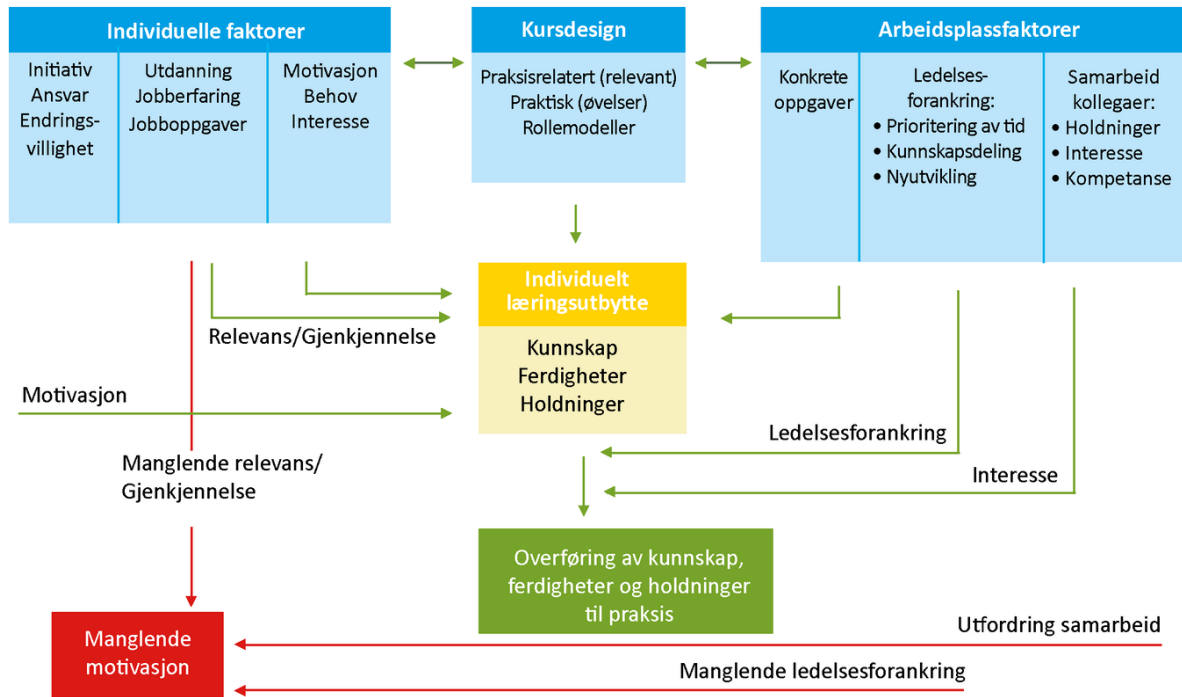 Individuelle faktorer
Initiativ
Ansvar
Endrings-
villighet
Utdanning
Jobberfaring
Jobboppgaver
Motivasjon
Behov
Interesse
Kursdesign
Praksisrelatert (relevant)
Praktisk (øvelser)
Rollemodeller
Arbeidsplassfaktorer
Konkrete
oppgaver
Ledelses-
forankring:
• Prioritering av tid
• Kunnskapsdeling
• Nyutvikling
Samarbeid
kollegaer:
• Holdninger
• Interesse
• Kompetanse
Individuelt
læringsutbytte
Kunnskap
Ferdigheter
Holdninger
Relevans/Gjenkjennelse
Motivasjon
Manglende relevans/
Gjenkjennelse
Ledelsesforankring
Interesse
Overføring av kunnskap,
ferdigheter og holdninger
til praksis
Manglende
motivasjon
Utfordring samarbeid
Manglende ledelsesforankring